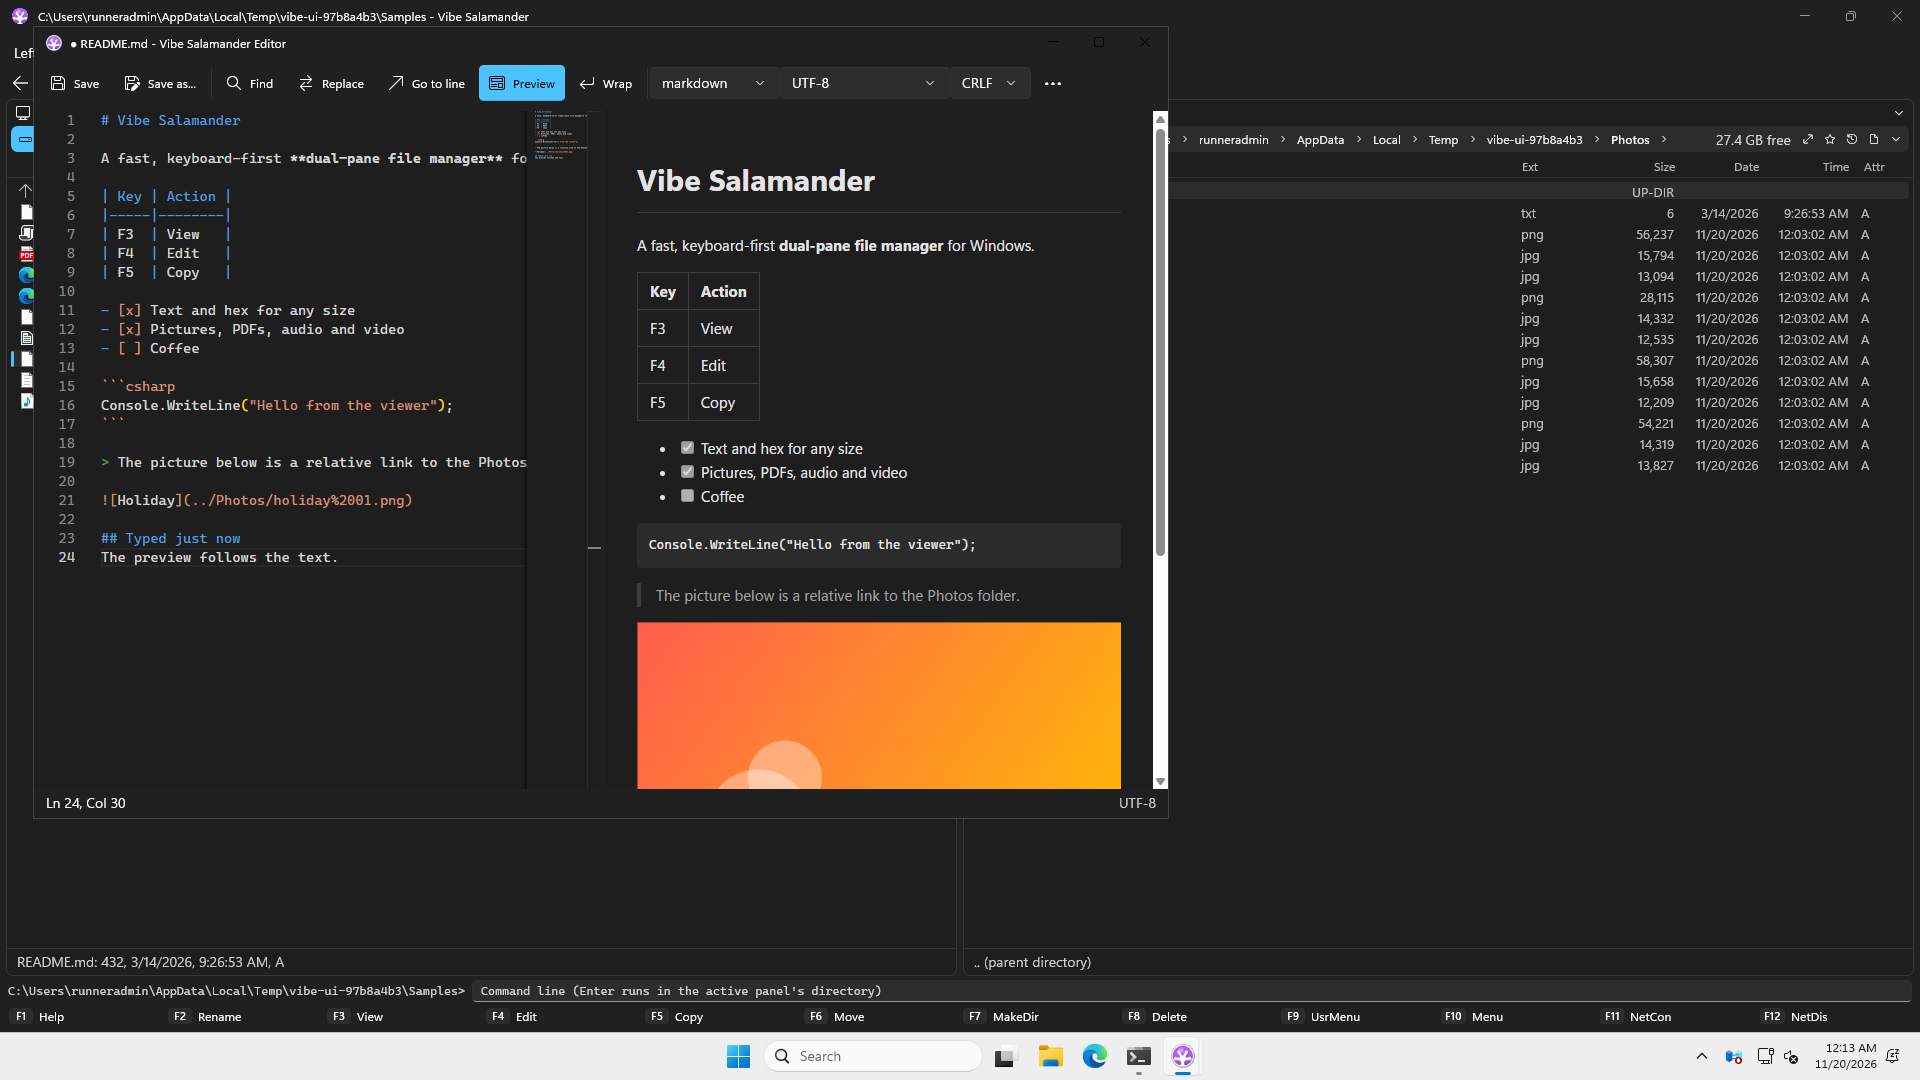 C:\Users\runneradmin\AppData\Local\Temp\vibe-ui-97b8a4b3\Samples - Vibe Salamander
● README.md - Vibe Salamander Editor
Left
Save Save as... Find Replace Go to line Preview Wrap markdown UTF-8 CRLF
1 # Vibe Salamander
2
3 A fast, keyboard-first **dual-pane file manager** fo
4
5 | Key | Action |
6 |-----|--------|
7 | F3 | View |
8 | F4 | Edit |
9 | F5 | Copy |
10
11 - [x] Text and hex for any size
12 - [x] Pictures, PDFs, audio and video
13 - [ ] Coffee
14
15 ```csharp
16 Console.WriteLine("Hello from the viewer");
17 ```
18
19 > The picture below is a relative link to the Photos
20
21 ![Holiday](../Photos/holiday%2001.png)
22
23 ## Typed just now
24 The preview follows the text.
Vibe Salamander
A fast, keyboard-first dual-pane file manager for Windows.
Key Action
F3 View
F4 Edit
F5 Copy
Text and hex for any size
Pictures, PDFs, audio and video
Coffee
Console.WriteLine("Hello from the viewer");
The picture below is a relative link to the Photos folder.
Ln 24, Col 30 UTF-8
runneradmin AppData Local Temp vibe-ui-97b8a4b3 Photos 27.4 GB free
Ext Size Date Time Attr
UP-DIR
txt 6 3/14/2026 9:26:53 AM A
png 56,237 11/20/2026 12:03:02 AM A
jpg 15,794 11/20/2026 12:03:02 AM A
jpg 13,094 11/20/2026 12:03:02 AM A
png 28,115 11/20/2026 12:03:02 AM A
jpg 14,332 11/20/2026 12:03:02 AM A
jpg 12,535 11/20/2026 12:03:02 AM A
png 58,307 11/20/2026 12:03:02 AM A
jpg 15,658 11/20/2026 12:03:02 AM A
jpg 12,209 11/20/2026 12:03:02 AM A
png 54,221 11/20/2026 12:03:02 AM A
jpg 14,319 11/20/2026 12:03:02 AM A
jpg 13,827 11/20/2026 12:03:02 AM A
README.md: 432, 3/14/2026, 9:26:53 AM, A
.. (parent directory)
C:\Users\runneradmin\AppData\Local\Temp\vibe-ui-97b8a4b3\Samples> Command line (Enter runs in the active panel's directory)
F1 Help F2 Rename F3 View F4 Edit F5 Copy F6 Move F7 MakeDir F8 Delete F9 UsrMenu F10 Menu F11 NetCon F12 NetDis
Search
12:13 AM
11/20/2026